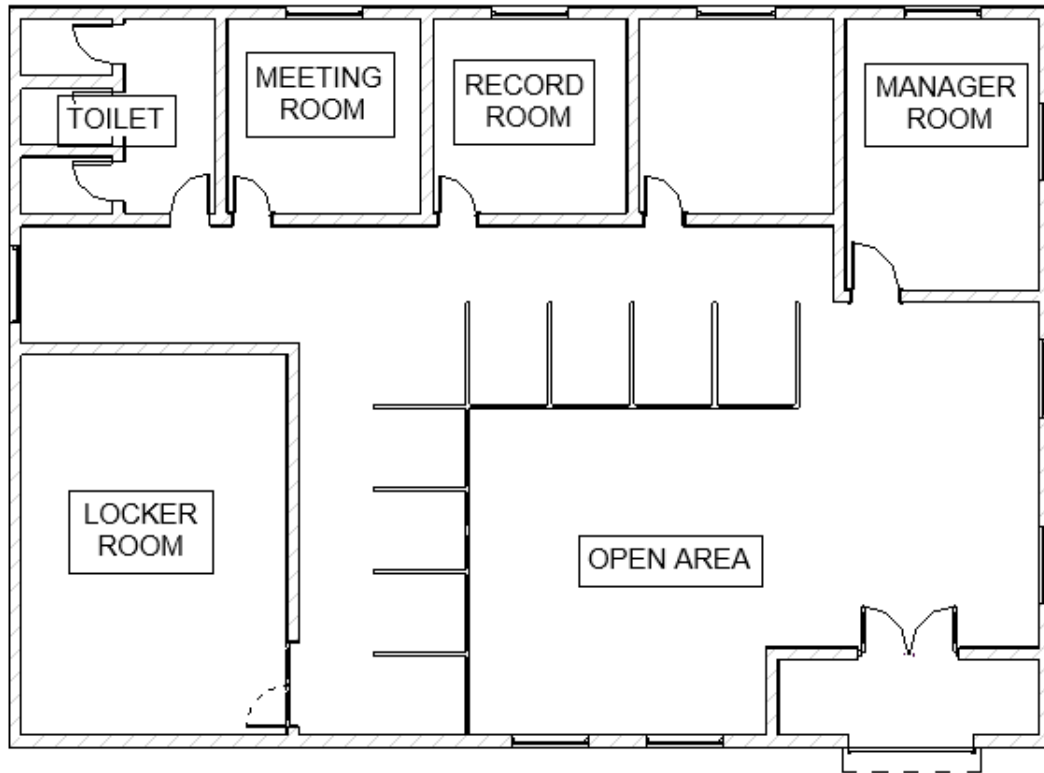 TOILET
MEETING
ROOM
RECORD
ROOM
MANAGER
ROOM
LOCKER
ROOM
OPEN AREA